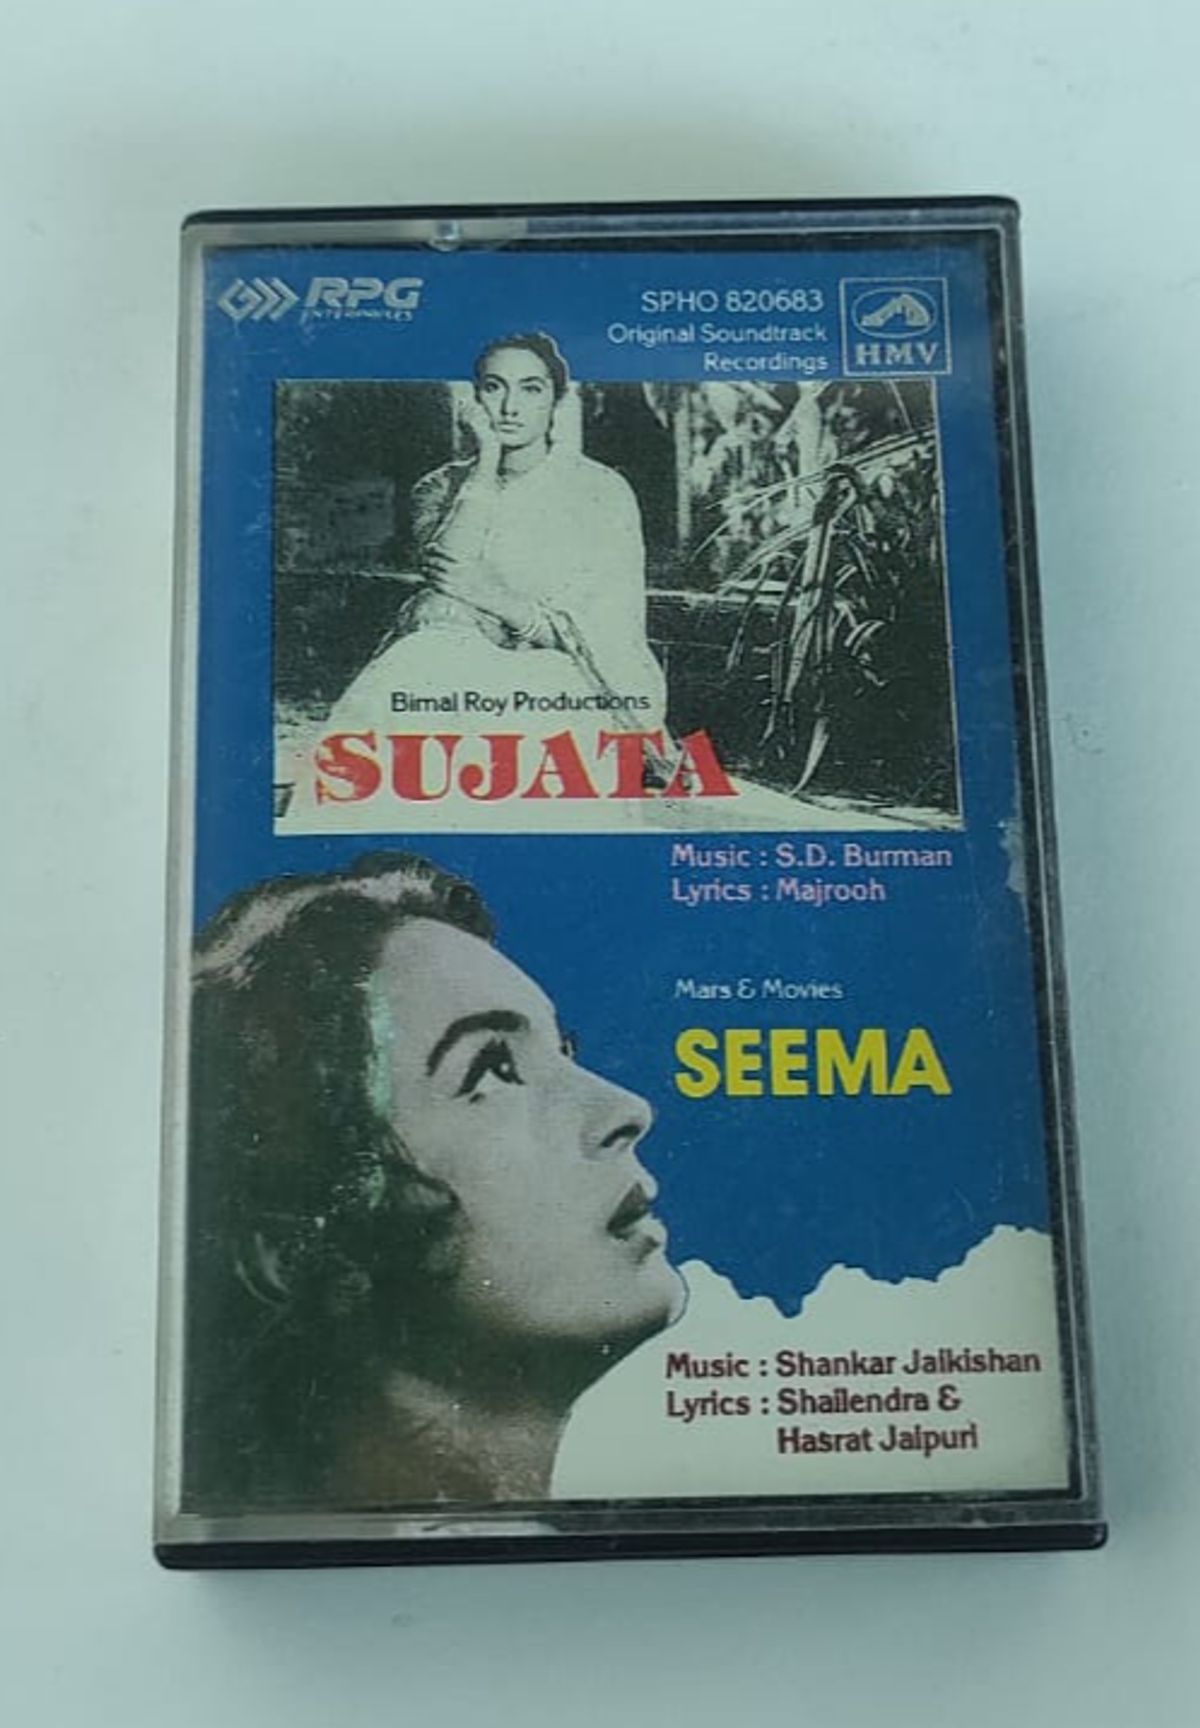 RPG
ENTERPRISES
SPHO 820683
Original Soundtrack
Recordings
HMV
Bimal Roy Productions
SUJATA
Music : S.D. Burman
Lyrics : Majrooh
Mars & Movies
SEEMA
Music : Shankar Jaikishan
Lyrics : Shailendra &
Hasrat Jaipuri